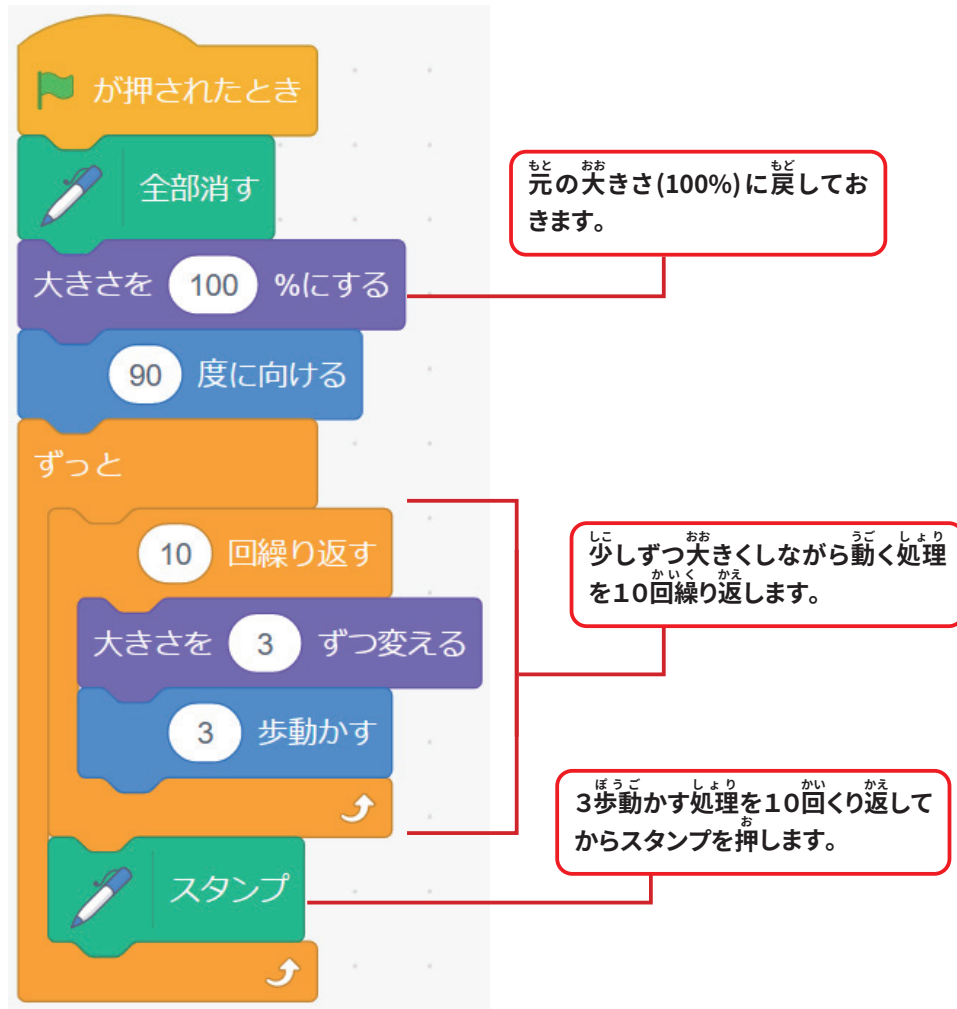 が押されたとき
全部消す
大きさを 100 %にする
90 度に向ける
ずっと
10 回繰り返す
大きさを 3 ずつ変える
3 歩動かす
スタンプ
もと おお もど
元の大きさ(100%)に戻してお
きます。
すこ おお うご しょり
少しずつ大きくしながら動く処理
かいく かえ
を10回繰り返します。
ぽうご しょり かい かえ
3歩動かす処理を10回くり返して
お
からスタンプを押します。